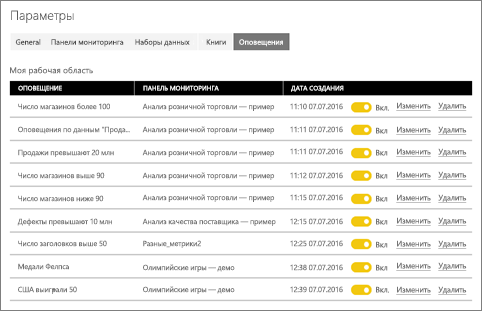 Параметры
General Панели мониторинга Наборы данных Книги Оповещения
Моя рабочая область
ОПОВЕЩЕНИЕ ПАНЕЛЬ МОНИТОРИНГА ДАТА СОЗДАНИЯ
Число магазинов более 100 Анализ розничной торговли — пример 11:10 07.07.2016 Вкл. Изменить Удалить
Оповещения по данным "Прода... Анализ розничной торговли — пример 11:11 07.07.2016 Вкл. Изменить Удалить
Продажи превышают 20 млн Анализ розничной торговли — пример 11:11 07.07.2016 Вкл. Изменить Удалить
Число магазинов выше 90 Анализ розничной торговли — пример 11:12 07.07.2016 Вкл. Изменить Удалить
Число магазинов ниже 90 Анализ розничной торговли — пример 11:15 07.07.2016 Вкл. Изменить Удалить
Дефекты превышают 10 млн Анализ качества поставщика — пример 12:15 07.07.2016 Вкл. Изменить Удалить
Число заголовков выше 50 Разные_метрики2 12:25 07.07.2016 Вкл. Изменить Удалить
Медали Фелпса Олимпийские игры — демо 12:38 07.07.2016 Вкл. Изменить Удалить
США выиграли 50 Олимпийские игры — демо 12:39 07.07.2016 Вкл. Изменить Удалить